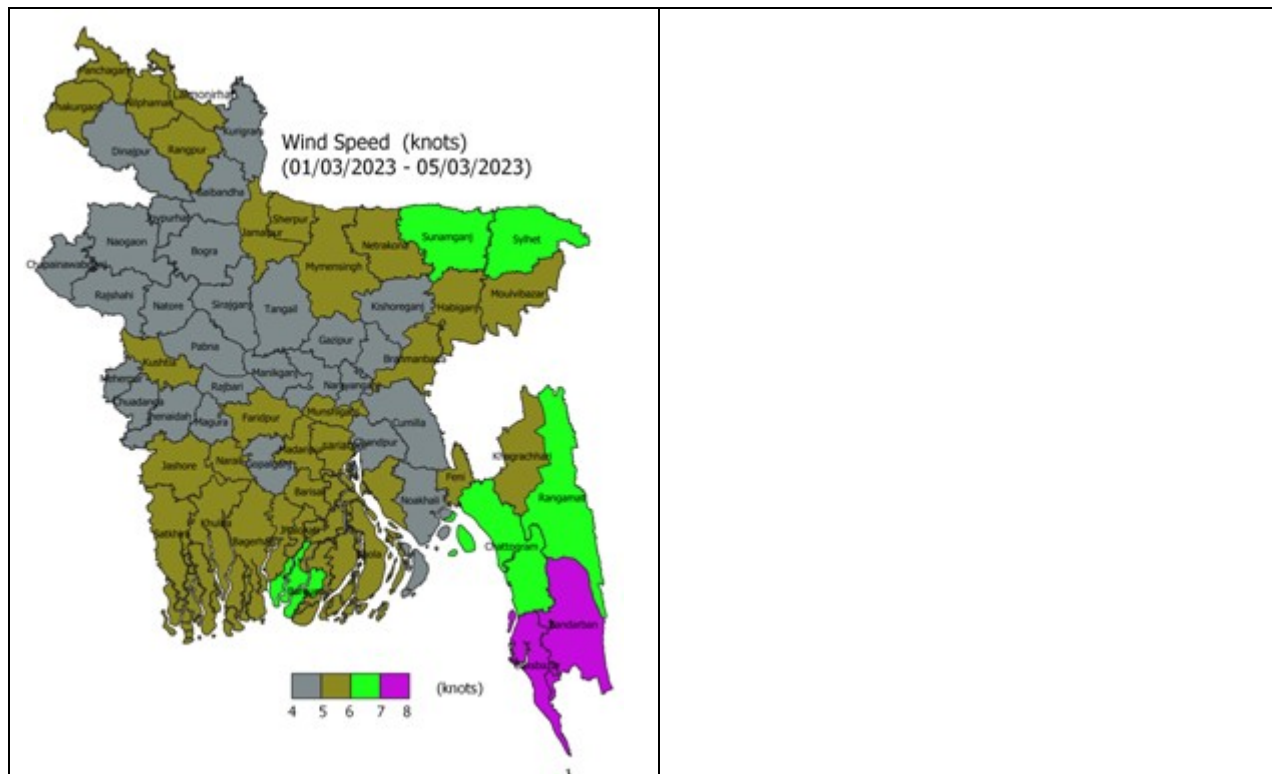 Panchagarh
Thakurgaon
Nilphamari
Lalmonirhat
Kurigram
Dinajpur
Rangpur
Wind Speed (knots)
(01/03/2023 - 05/03/2023)
Gaibandha
Joypurhat
Jamalpur
Sherpur
Naogaon
Bogra
Mymensingh
Netrakona
Sunamganj
Sylhet
Chapainawabganj
Rajshahi
Natore
Sirajganj
Tangail
Kishoreganj
Habiganj
Moulvibazar
Pabna
Gazipur
Kushtia
Manikganj
Brahmanbaria
Rajbari
Chuadanga
Jhenaidah
Magura
Faridpur
Munshiganj
Cumilla
Jashore
Narail
Gopalganj
Chandpur
Khagrachhari
Barisal
Noakhali
Feni
Rangamati
Satkhira
Khulna
Bagerhat
Chattogram
Bandarban
(knots)
4 5 6 7 8